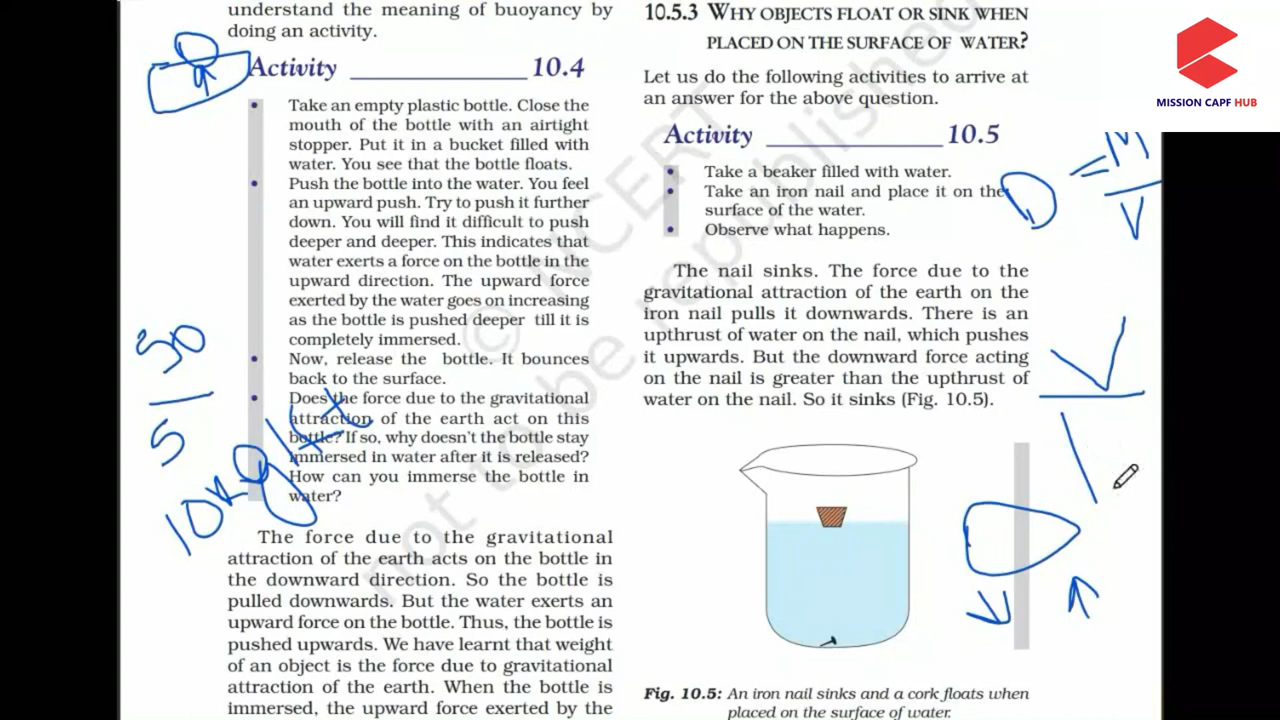 understand the meaning of buoyancy by
doing an activity.
Activity 10.4
Take an empty plastic bottle. Close the
mouth of the bottle with an airtight
stopper. Put it in a bucket filled with
water. You see that the bottle floats.
Push the bottle into the water. You feel
an upward push. Try to push it further
down. You will find it difficult to push
deeper and deeper. This indicates that
water exerts a force on the bottle in the
upward direction. The upward force
exerted by the water goes on increasing
as the bottle is pushed deeper till it is
completely immersed.
Now, release the bottle. It bounces
back to the surface.
Does the force due to the gravitational
attraction of the earth act on this
bottle? If so, why doesn't the bottle stay
immersed in water after it is released?
How can you immerse the bottle in
water?
The force due to the gravitational
attraction of the earth acts on the bottle in
the downward direction. So the bottle is
pulled downwards. But the water exerts an
upward force on the bottle. Thus, the bottle is
pushed upwards. We have learnt that weight
of an object is the force due to gravitational
attraction of the earth. When the bottle is
immersed, the upward force exerted by the
50
5
10 kg
10.5.3 WHY OBJECTS FLOAT OR SINK WHEN
PLACED ON THE SURFACE OF WATER?
Let us do the following activities to arrive at
an answer for the above question.
Activity 10.5
Take a beaker filled with water.
Take an iron nail and place it on the
surface of the water.
Observe what happens.
The nail sinks. The force due to the
gravitational attraction of the earth on the
iron nail pulls it downwards. There is an
upthrust of water on the nail, which pushes
it upwards. But the downward force acting
on the nail is greater than the upthrust of
water on the nail. So it sinks (Fig. 10.5).
Fig. 10.5: An iron nail sinks and a cork floats when
placed on the surface of water.
MISSION CAPF HUB
D = M
V
V
© NCERT
not to be republished